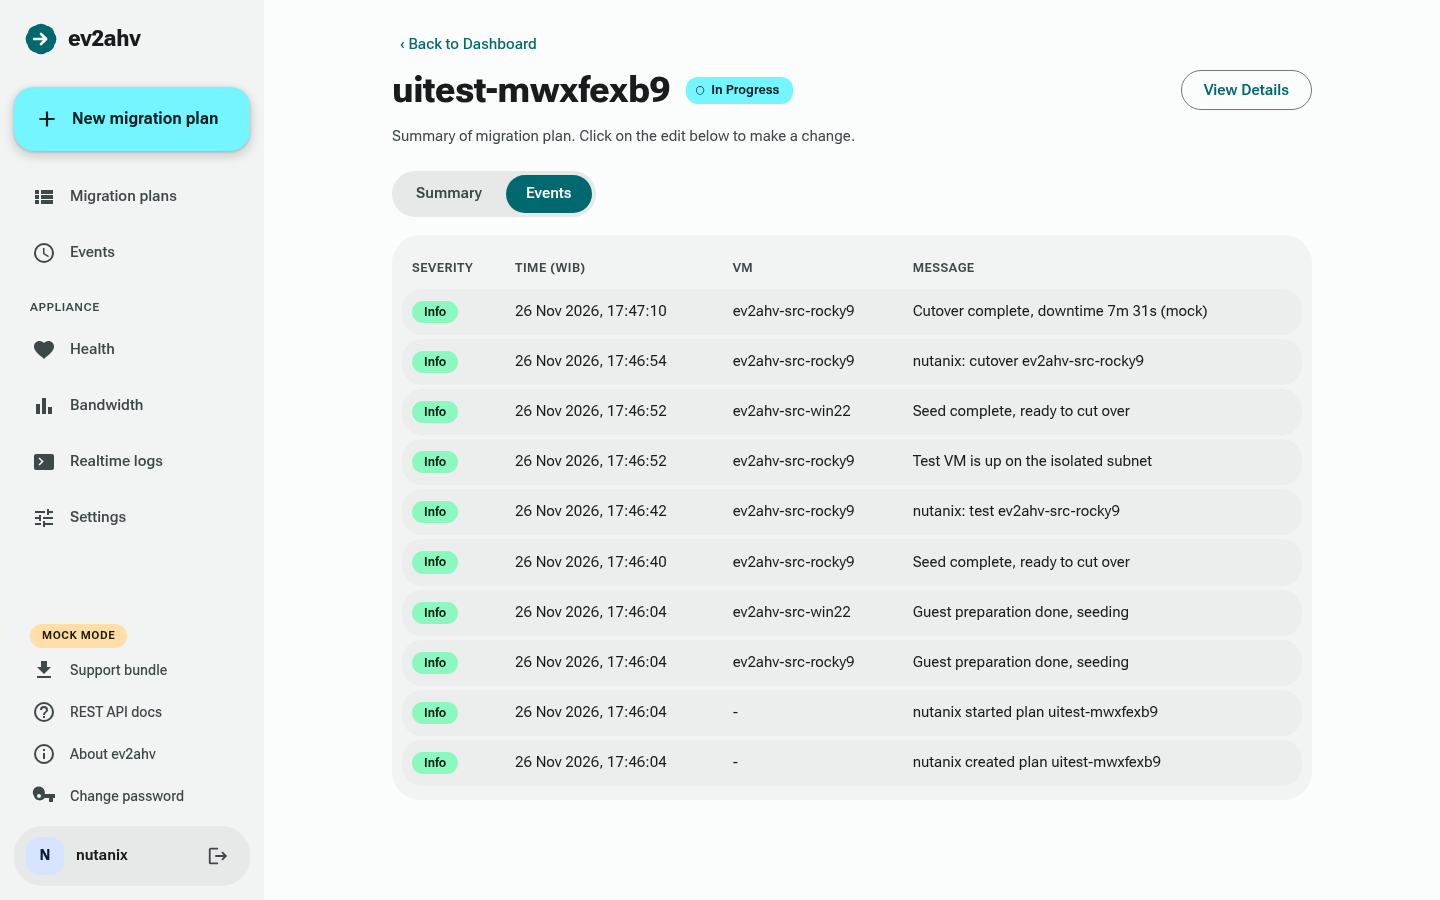 ev2ahv
New migration plan
Migration plans
Events
APPLIANCE
Health
Bandwidth
Realtime logs
Settings
MOCK MODE
Support bundle
REST API docs
About ev2ahv
Change password
N nutanix
‹ Back to Dashboard
uitest-mwxfexb9 In Progress View Details
Summary of migration plan. Click on the edit below to make a change.
Summary Events
SEVERITY TIME (WIB) VM MESSAGE
Info 26 Nov 2026, 17:47:10 ev2ahv-src-rocky9 Cutover complete, downtime 7m 31s (mock)
Info 26 Nov 2026, 17:46:54 ev2ahv-src-rocky9 nutanix: cutover ev2ahv-src-rocky9
Info 26 Nov 2026, 17:46:52 ev2ahv-src-win22 Seed complete, ready to cut over
Info 26 Nov 2026, 17:46:52 ev2ahv-src-rocky9 Test VM is up on the isolated subnet
Info 26 Nov 2026, 17:46:42 ev2ahv-src-rocky9 nutanix: test ev2ahv-src-rocky9
Info 26 Nov 2026, 17:46:40 ev2ahv-src-rocky9 Seed complete, ready to cut over
Info 26 Nov 2026, 17:46:04 ev2ahv-src-win22 Guest preparation done, seeding
Info 26 Nov 2026, 17:46:04 ev2ahv-src-rocky9 Guest preparation done, seeding
Info 26 Nov 2026, 17:46:04 - nutanix started plan uitest-mwxfexb9
Info 26 Nov 2026, 17:46:04 - nutanix created plan uitest-mwxfexb9